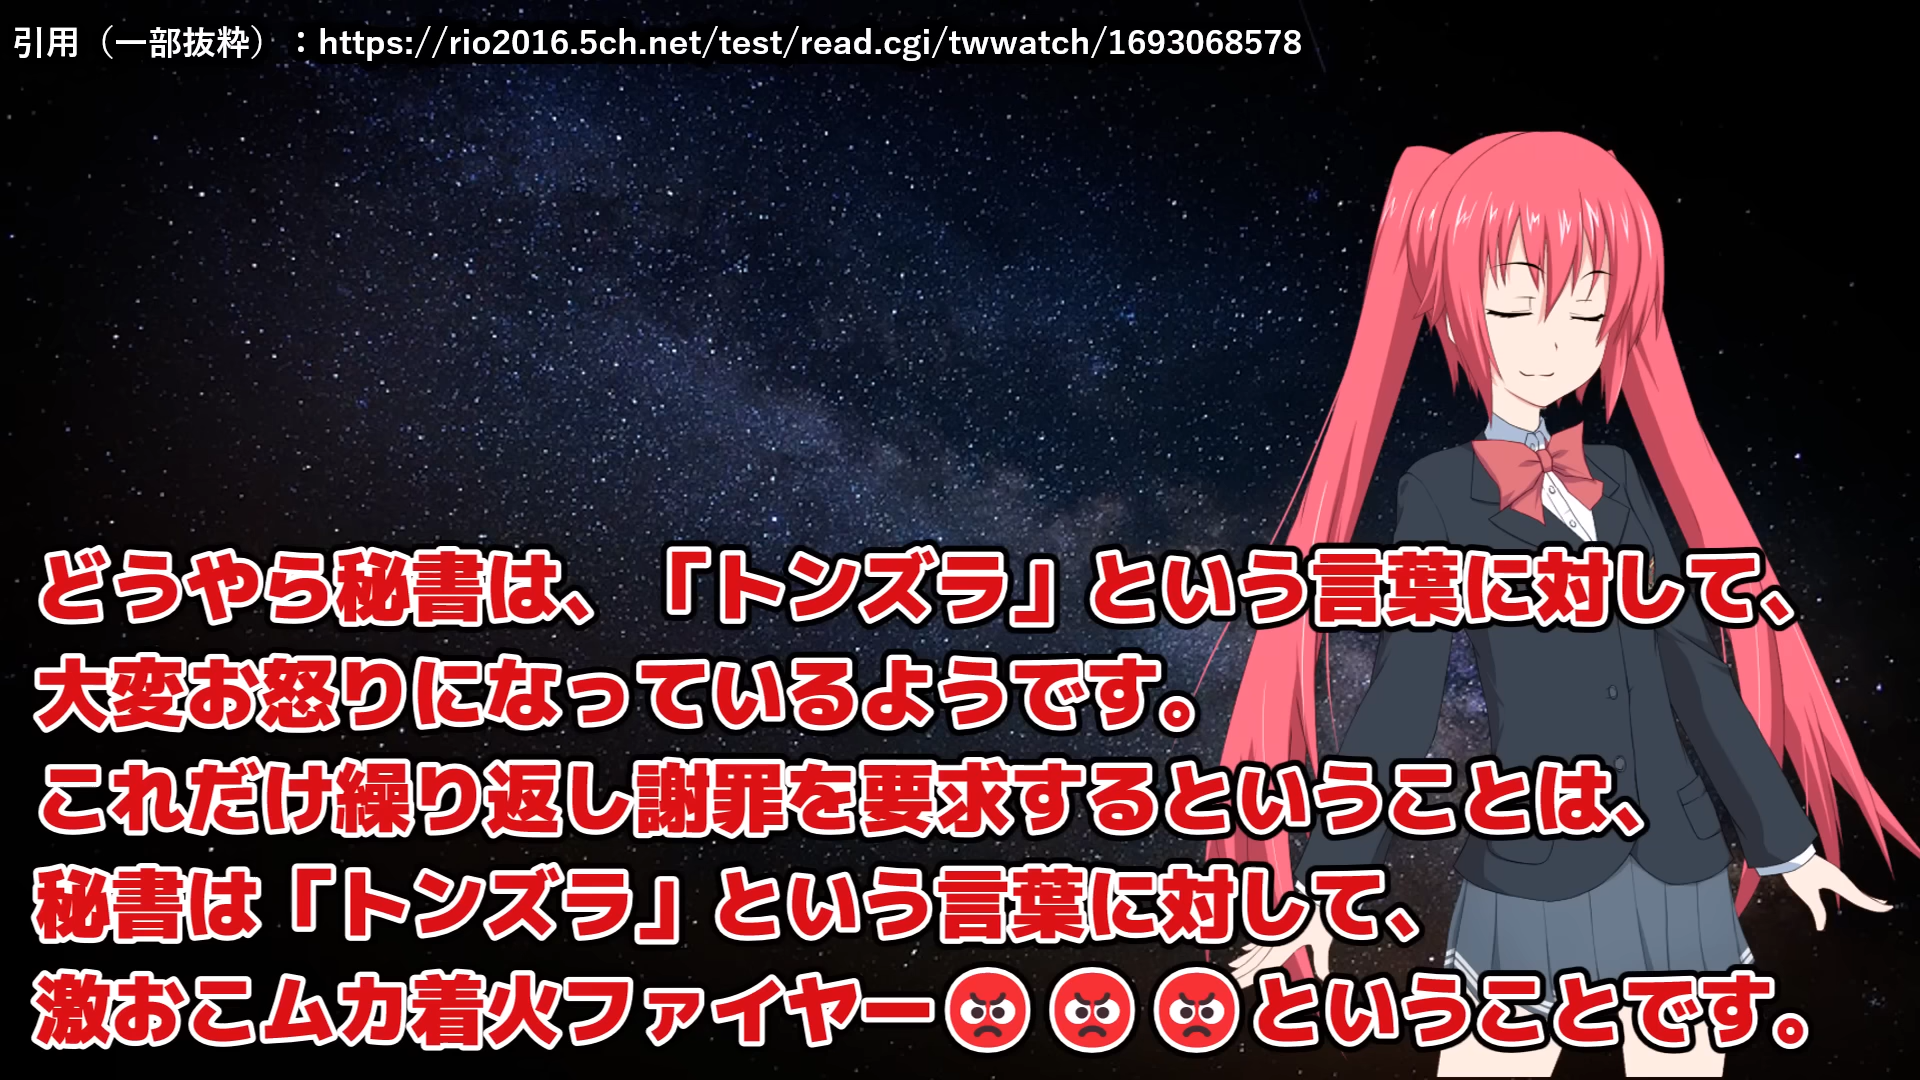 引用（一部抜粋）：https://rio2016.5ch.net/test/read.cgi/twwatch/1693068578
どうやら秘書は、「トンズラ」という言葉に対して、
大変お怒りになっているようです。
これだけ繰り返し謝罪を要求するということは、
秘書は「トンズラ」という言葉に対して、
激おこムカ着火ファイヤー😡😡😡ということです。